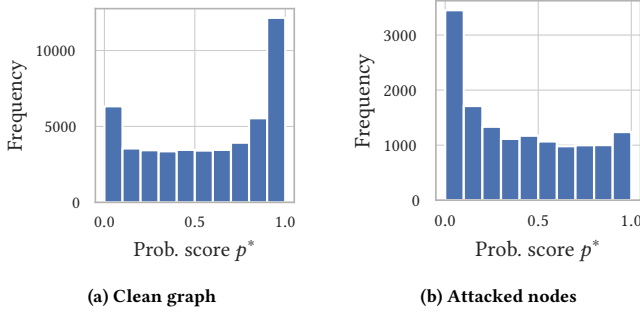 10000
5000
0
Frequency
0.0 0.5 1.0
Prob. score p*
(a) Clean graph
3000
2000
1000
0
Frequency
0.0 0.5 1.0
Prob. score p*
(b) Attacked nodes